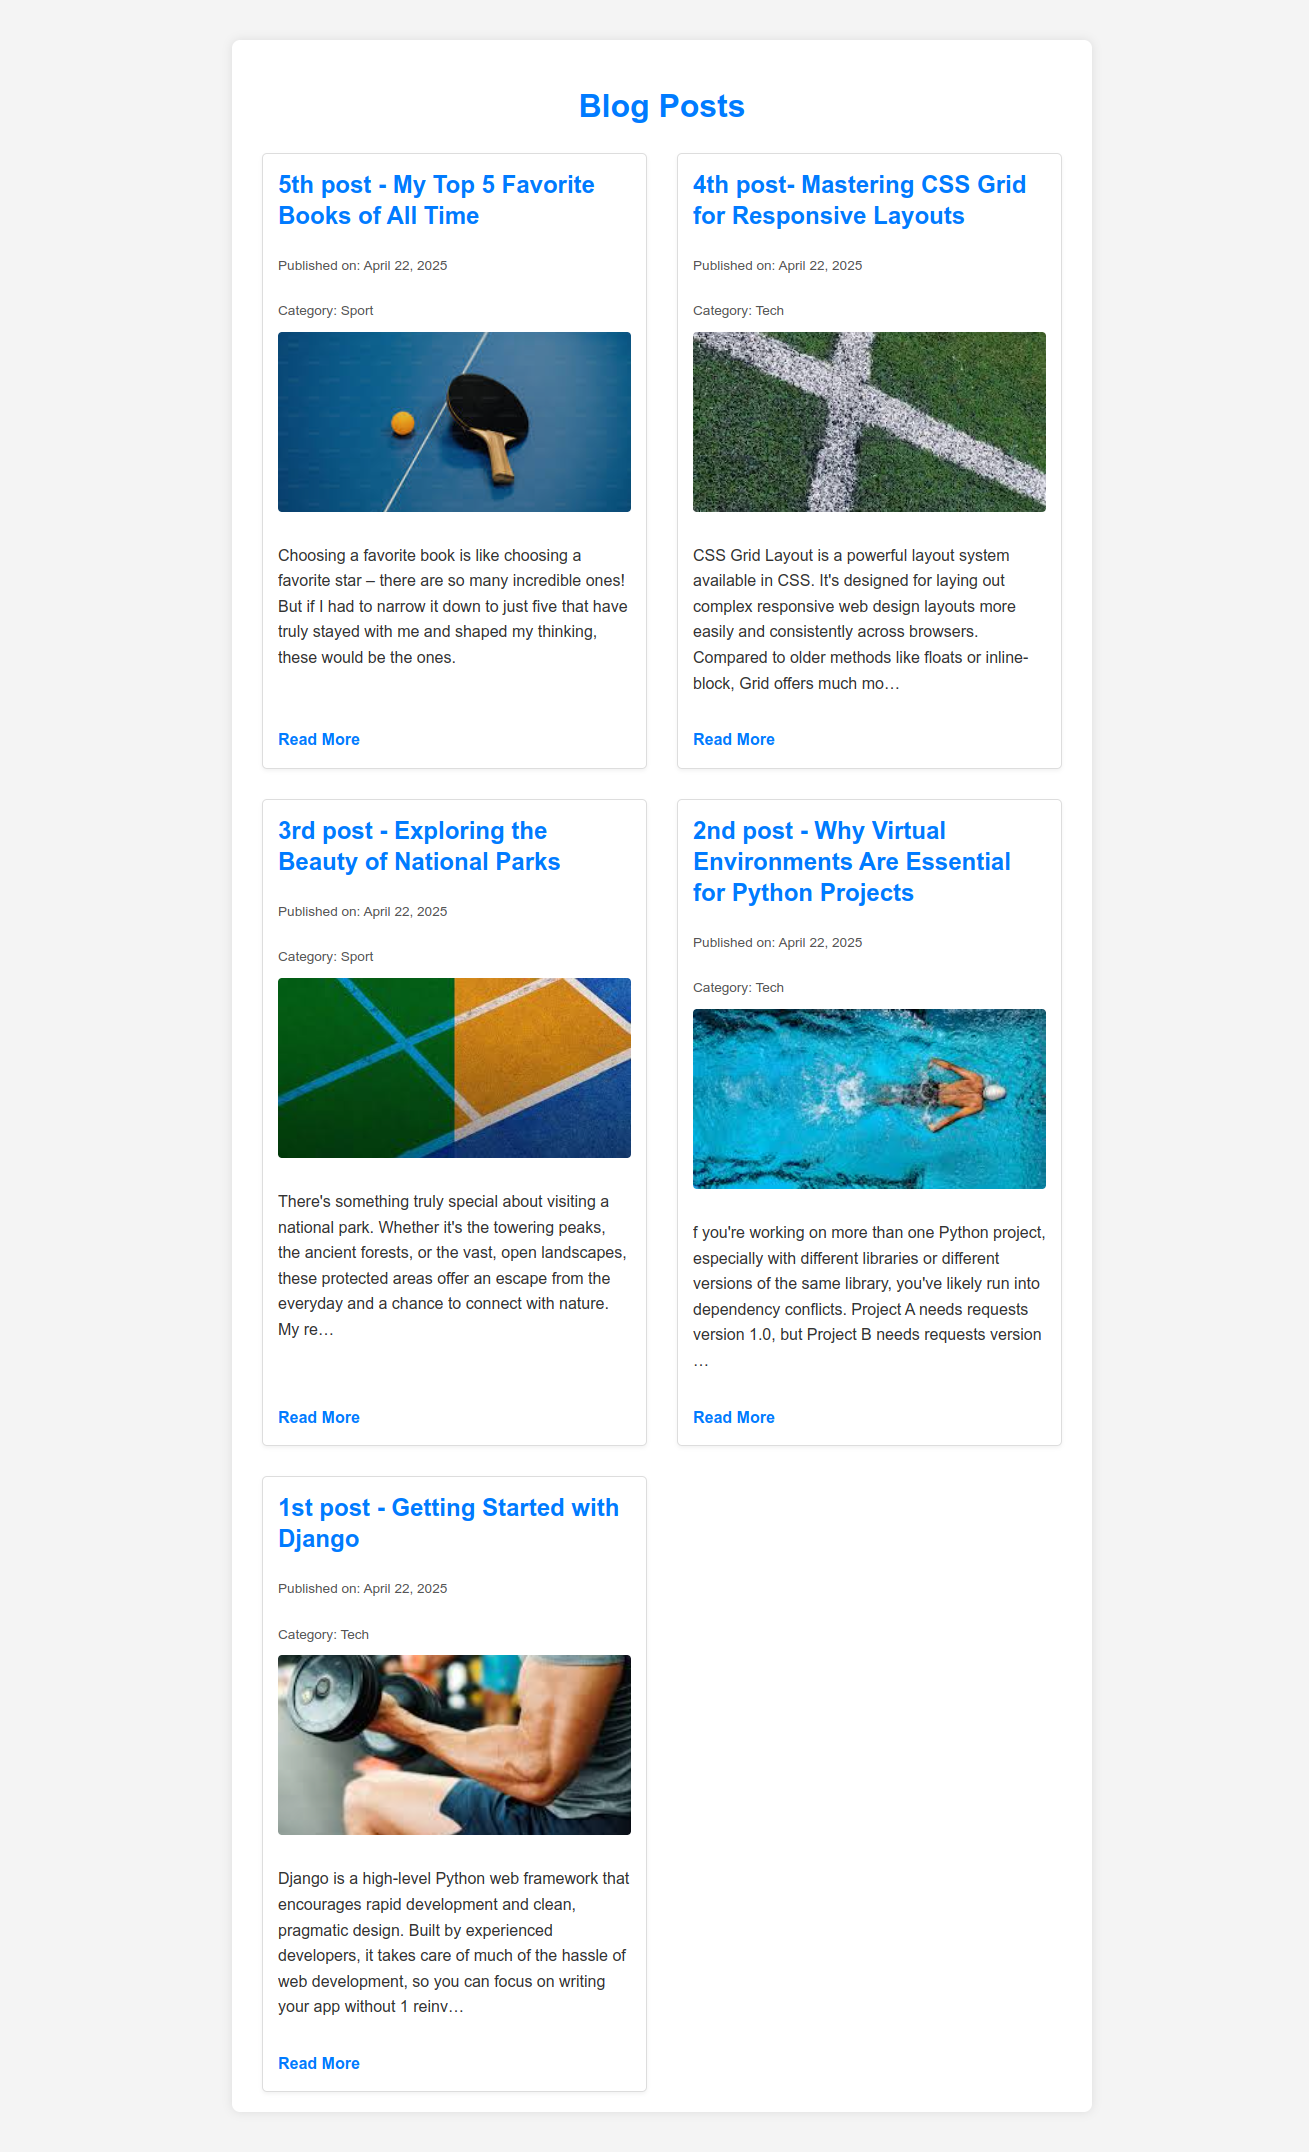 Blog Posts
5th post - My Top 5 Favorite
Books of All Time
Published on: April 22, 2025
Category: Sport
Choosing a favorite book is like choosing a
favorite star – there are so many incredible ones!
But if I had to narrow it down to just five that have
truly stayed with me and shaped my thinking,
these would be the ones.
Read More
4th post- Mastering CSS Grid
for Responsive Layouts
Published on: April 22, 2025
Category: Tech
CSS Grid Layout is a powerful layout system
available in CSS. It's designed for laying out
complex responsive web design layouts more
easily and consistently across browsers.
Compared to older methods like floats or inline-
block, Grid offers much mo…
Read More
3rd post - Exploring the
Beauty of National Parks
Published on: April 22, 2025
Category: Sport
There's something truly special about visiting a
national park. Whether it's the towering peaks,
the ancient forests, or the vast, open landscapes,
these protected areas offer an escape from the
everyday and a chance to connect with nature.
My re…
Read More
2nd post - Why Virtual
Environments Are Essential
for Python Projects
Published on: April 22, 2025
Category: Tech
f you're working on more than one Python project,
especially with different libraries or different
versions of the same library, you've likely run into
dependency conflicts. Project A needs requests
version 1.0, but Project B needs requests version
…
Read More
1st post - Getting Started with
Django
Published on: April 22, 2025
Category: Tech
Django is a high-level Python web framework that
encourages rapid development and clean,
pragmatic design. Built by experienced
developers, it takes care of much of the hassle of
web development, so you can focus on writing
your app without 1 reinv…
Read More